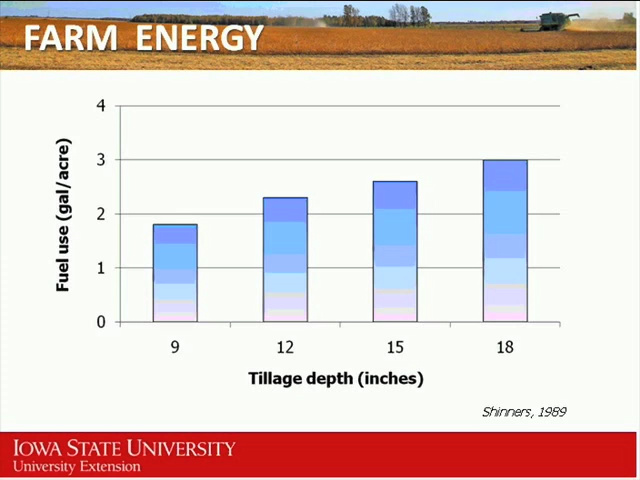 FARM ENERGY
4
3
2
1
0
Fuel use (gal/acre)
9 12 15 18
Tillage depth (inches)
Shinners, 1989
IOWA STATE UNIVERSITY
University Extension